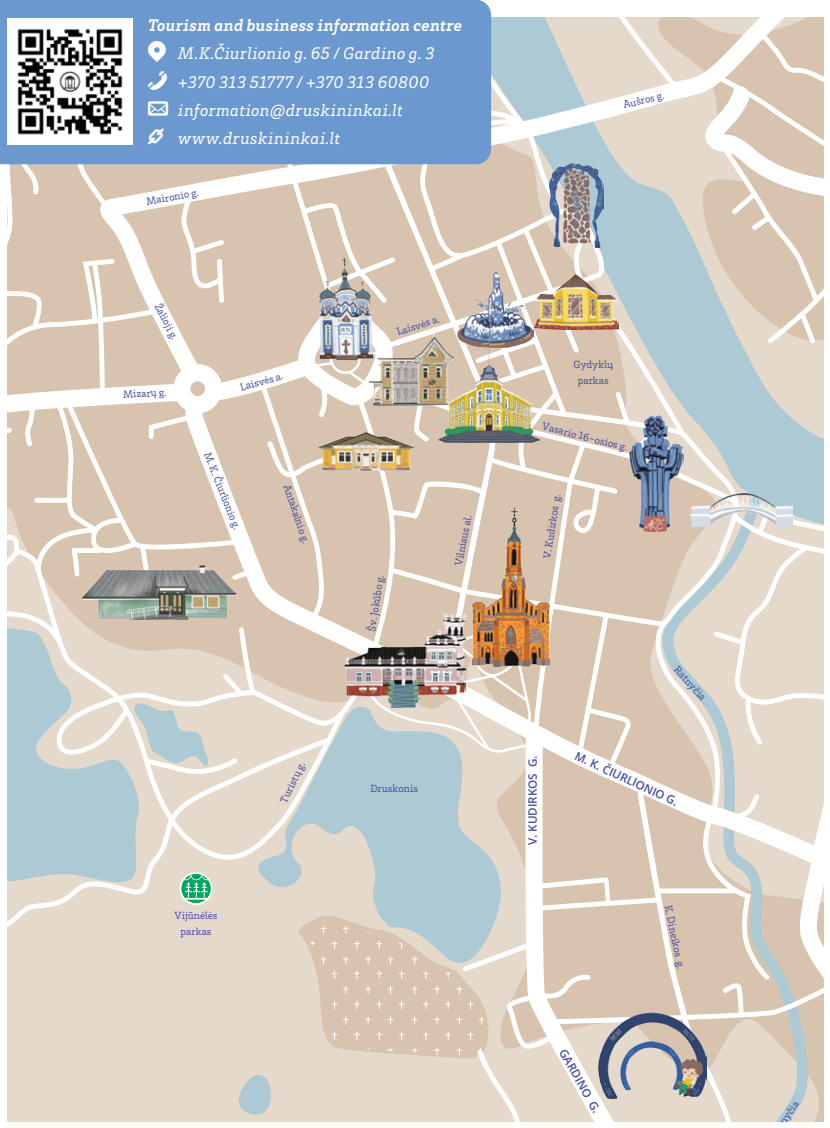 Tourism and business information centre
M.K.Čiurlionio g. 65 / Gardino g. 3
+370 313 51777 / +370 313 60800
information@druskininkai.lt
www.druskininkai.lt
Aušros g.
Maironio g.
Žalioji g.
Laisvės a.
Gydyklų
parkas
Laisvės a.
Mizarų g.
Vasario 16-osios g.
M. K. Čiurlionio g.
Antakalnio g.
Vilniaus al.
V. Kudirkos g.
Šv. Jokūbo g.
Ratnyčia
Turistų g.
Druskonis
M. K. ČIURLIONIO G.
V. KUDIRKOS G.
Vijūnėlės
parkas
K. Dineikos g.
GARDINO G.
nyčia